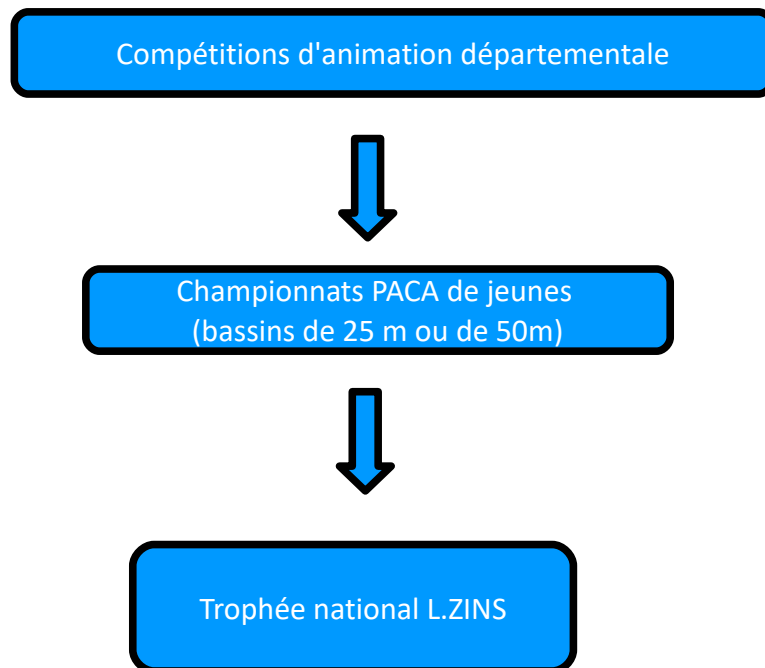 Compétitions d'animation départementale
Championnats PACA de jeunes
(bassins de 25 m ou de 50m)
Trophée national L.ZINS